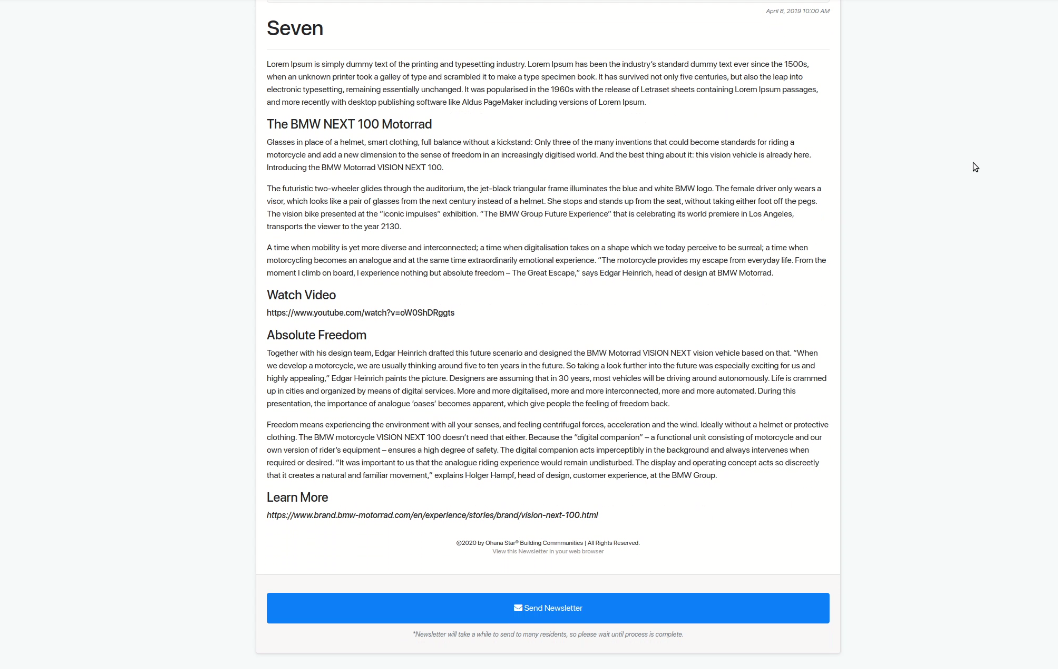 April 8, 2019 10:00 AM
Seven
Lorem Ipsum is simply dummy text of the printing and typesetting industry. Lorem Ipsum has been the industry's standard dummy text ever since the 1500s,
when an unknown printer took a galley of type and scrambled it to make a type specimen book. It has survived not only five centuries, but also the leap into
electronic typesetting, remaining essentially unchanged. It was popularised in the 1960s with the release of Letraset sheets containing Lorem Ipsum passages,
and more recently with desktop publishing software like Aldus PageMaker including versions of Lorem Ipsum.
The BMW NEXT 100 Motorrad
Glasses in place of a helmet, smart clothing, full balance without a kickstand: Only three of the many inventions that could become standards for riding a
motorcycle and add a new dimension to the sense of freedom in an increasingly digitised world. And the best thing about it: this vision vehicle is already here.
Introducing the BMW Motorrad VISION NEXT 100.
The futuristic two-wheeler glides through the auditorium, the jet-black triangular frame illuminates the blue and white BMW logo. The female driver only wears a
visor, which looks like a pair of glasses from the next century instead of a helmet. She stops and stands up from the seat, without taking either foot off the pegs.
The vision bike presented at the "iconic impulses" exhibition. "The BMW Group Future Experience" that is celebrating its world premiere in Los Angeles,
transports the viewer to the year 2130.
A time when mobility is yet more diverse and interconnected; a time when digitalisation takes on a shape which we today perceive to be surreal; a time when
motorcycling becomes an analogue and at the same time extraordinarily emotional experience. "The motorcycle provides my escape from everyday life. From the
moment I climb on board, I experience nothing but absolute freedom – The Great Escape," says Edgar Heinrich, head of design at BMW Motorrad.
Watch Video
https://www.youtube.com/watch?v=oW0ShDRggts
Absolute Freedom
Together with his design team, Edgar Heinrich drafted this future scenario and designed the BMW Motorrad VISION NEXT vision vehicle based on that. "When
we develop a motorcycle, we are usually thinking around five to ten years in the future. So taking a look further into the future was especially exciting for us and
highly appealing," Edgar Heinrich paints the picture. Designers are assuming that in 30 years, most vehicles will be driving around autonomously. Life is crammed
up in cities and organized by means of digital services. More and more digitalised, more and more interconnected, more and more automated. During this
presentation, the importance of analogue 'oases' becomes apparent, which give people the feeling of freedom back.
Freedom means experiencing the environment with all your senses, and feeling centrifugal forces, acceleration and the wind. Ideally without a helmet or protective
clothing. The BMW motorcycle VISION NEXT 100 doesn't need that either. Because the "digital companion" – a functional unit consisting of motorcycle and our
own version of rider's equipment – ensures a high degree of safety. The digital companion acts imperceptibly in the background and always intervenes when
required or desired. "It was important to us that the analogue riding experience would remain undisturbed. The display and operating concept acts so discreetly
that it creates a natural and familiar movement," explains Holger Hampf, head of design, customer experience, at the BMW Group.
Learn More
https://www.brand.bmw-motorrad.com/en/experience/stories/brand/vision-next-100.html
©2020 by Ohana Star® Building Commmunities | All Rights Reserved.
View this Newsletter in your web browser
Send Newsletter
*Newsletter will take a while to send to many residents, so please wait until process is complete.